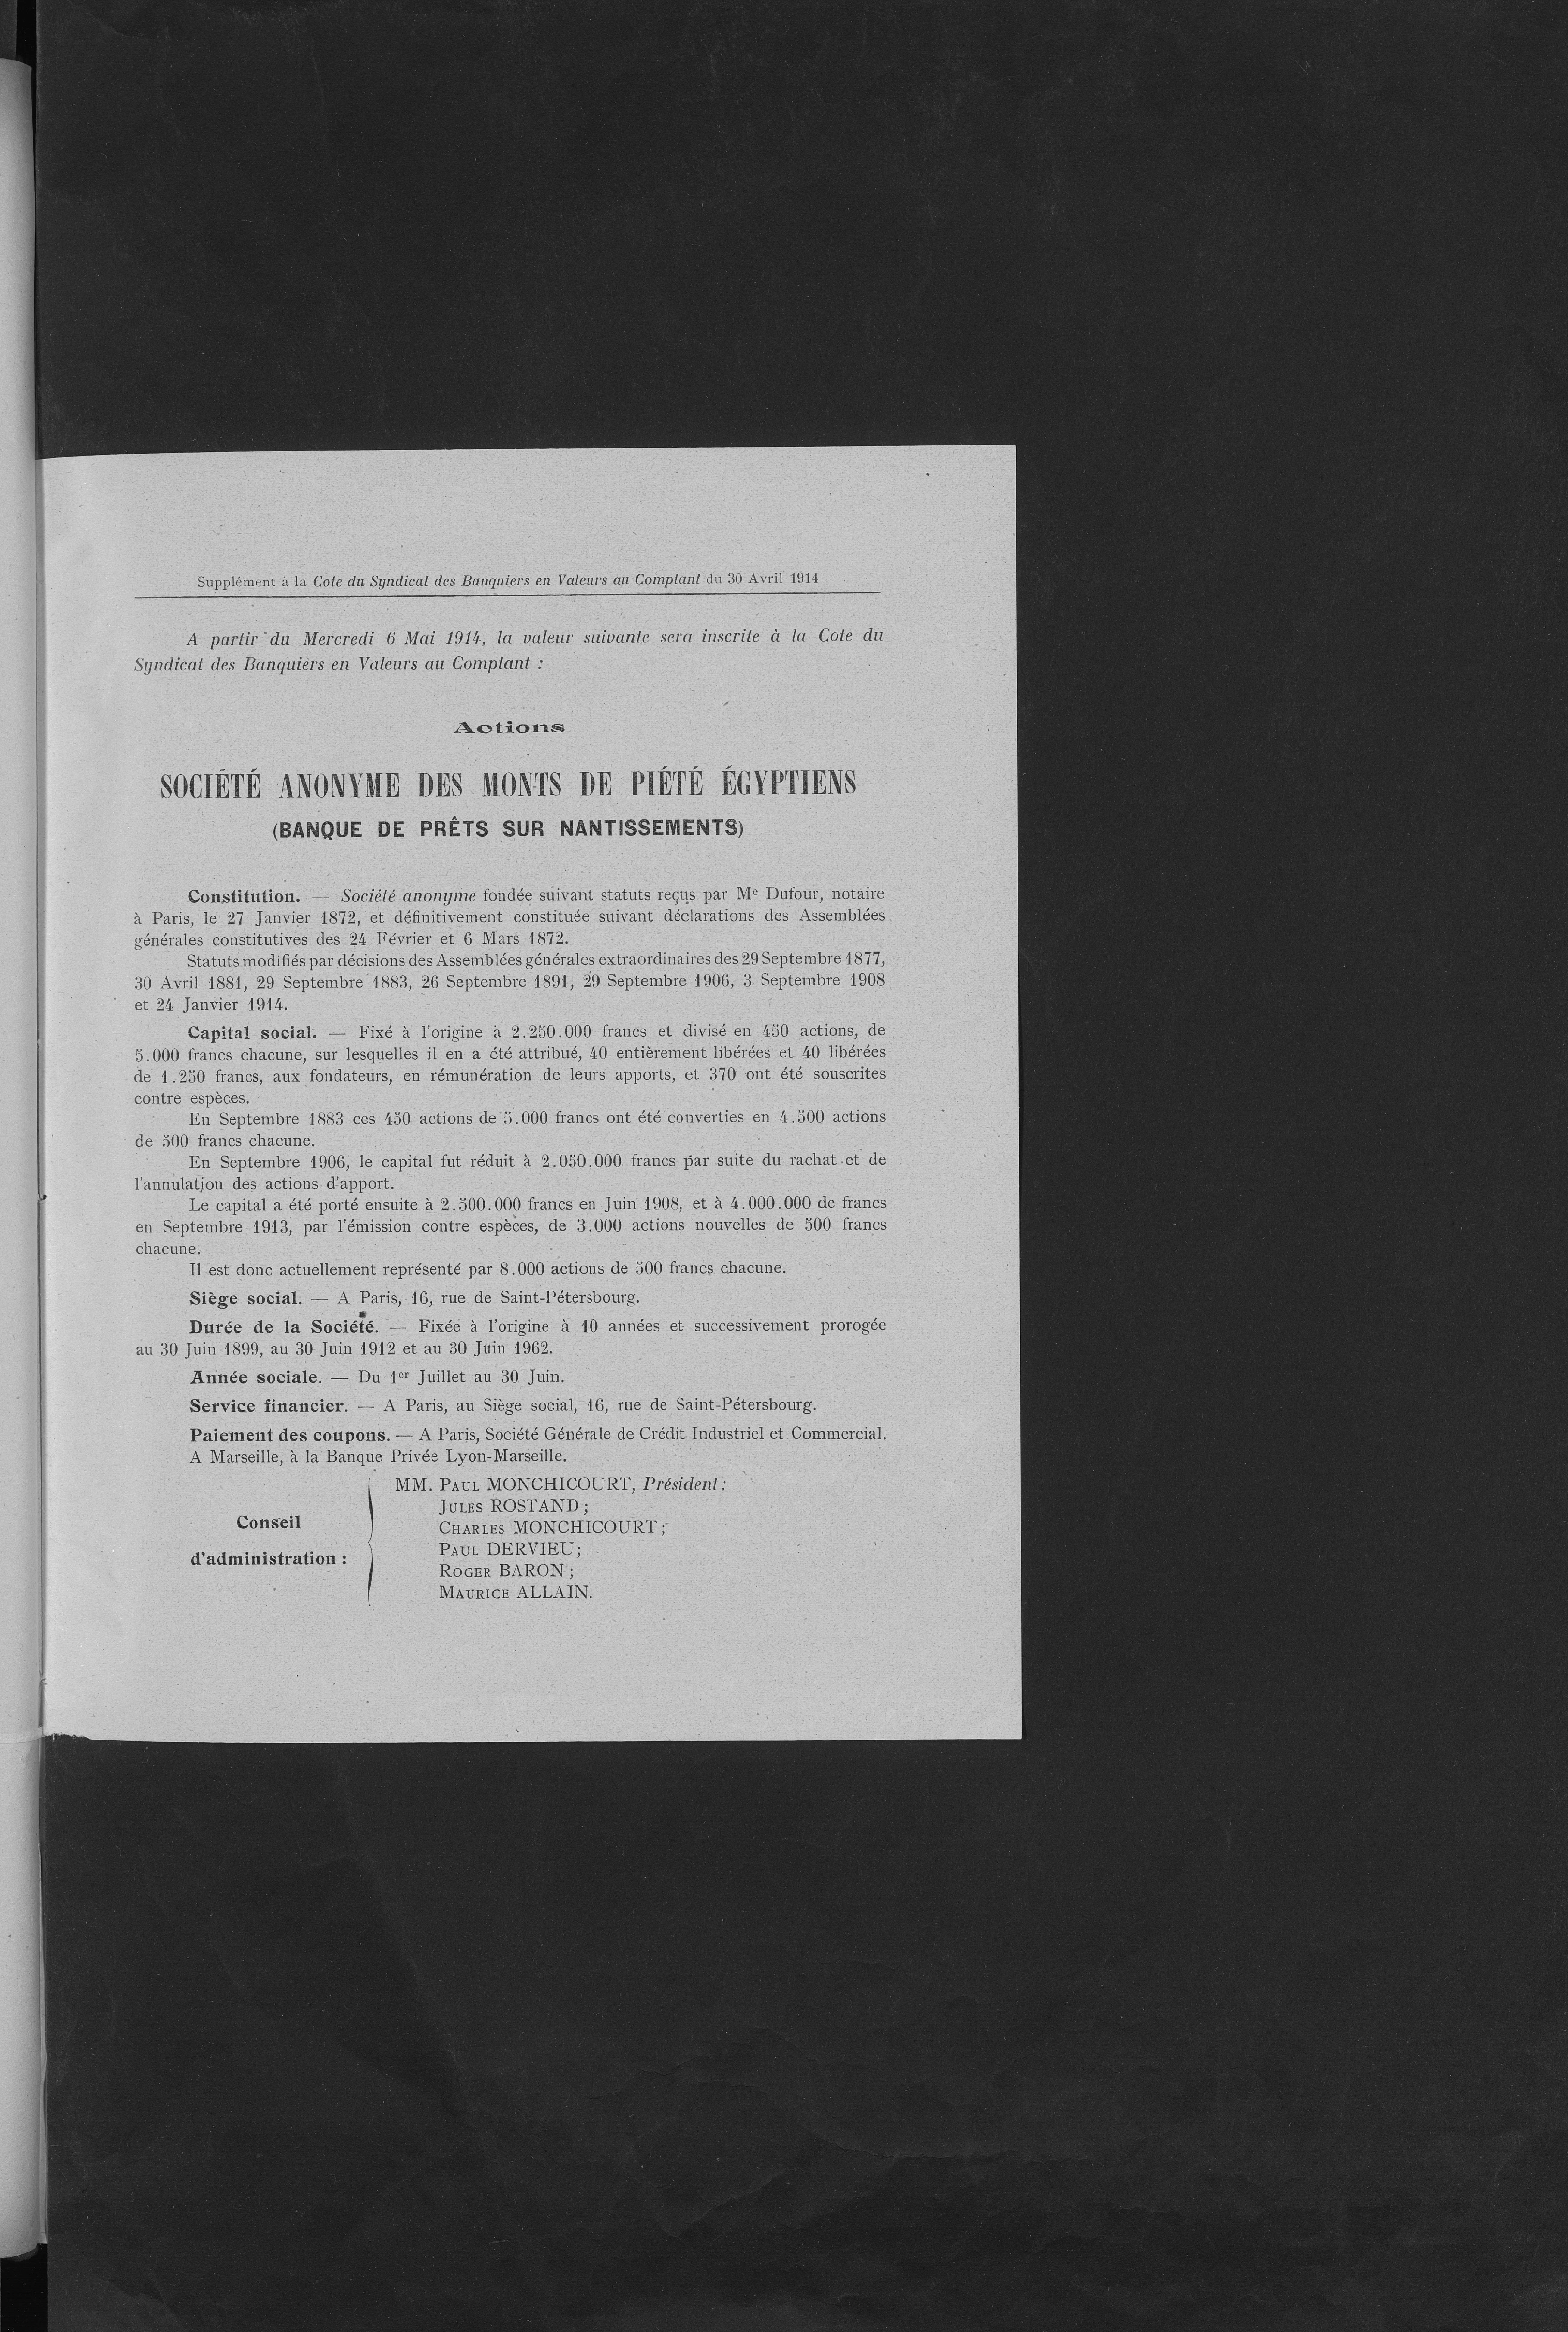 Supplément à la Cote du Syndicat des Banquiers en Valeurs au Comptant du 30 Avril 1914
A partir du Mercredi 6 Mai 1914, la valeur suivante sera inscrite à la Cote du
Syndicat des Banquiers en Valeurs au Comptant :
Actions
SOCIÉTÉ ANONYME DES MONTS DE PIÉTÉ ÉGYPTIENS
(BANQUE DE PRÊTS SUR NANTISSEMENTS)
Constitution. — Société anonyme fondée suivant statuts reçus par Me Dufour, notaire
à Paris, le 27 Janvier 1872, et définitivement constituée suivant déclarations des Assemblées
générales constitutives des 24 Février et 6 Mars 1872.
Statuts modifiés par décisions des Assemblées générales extraordinaires des 29 Septembre 1877,
30 Avril 1881, 29 Septembre 1883, 26 Septembre 1891, 29 Septembre 1906, 3 Septembre 1908
et 24 Janvier 1914.
Capital social. — Fixé à l'origine à 2.250.000 francs et divisé en 450 actions, de
5.000 francs chacune, sur lesquelles il en a été attribué, 40 entièrement libérées et 40 libérées
de 1.250 francs, aux fondateurs, en rémunération de leurs apports, et 370 ont été souscrites
contre espèces.
En Septembre 1883 ces 450 actions de 5.000 francs ont été converties en 4.500 actions
de 500 francs chacune.
En Septembre 1906, le capital fut réduit à 2.050.000 francs par suite du rachat et de
l'annulation des actions d'apport.
Le capital a été porté ensuite à 2.500.000 francs en Juin 1908, et à 4.000.000 de francs
en Septembre 1913, par l'émission contre espèces, de 3.000 actions nouvelles de 500 francs
chacune.
Il est donc actuellement représenté par 8.000 actions de 500 francs chacune.
Siège social. — A Paris, 16, rue de Saint-Pétersbourg.
Durée de la Société. — Fixée à l'origine à 10 années et successivement prorogée
au 30 Juin 1899, au 30 Juin 1912 et au 30 Juin 1962.
Année sociale. — Du 1er Juillet au 30 Juin.
Service financier. — A Paris, au Siège social, 16, rue de Saint-Pétersbourg.
Paiement des coupons. — A Paris, Société Générale de Crédit Industriel et Commercial.
A Marseille, à la Banque Privée Lyon-Marseille.
Conseil
d'administration :
MM. PAUL MONCHICOURT, Président ;
JULES ROSTAND ;
CHARLES MONCHICOURT ;
PAUL DERVIEU ;
ROGER BARON ;
MAURICE ALLAIN.